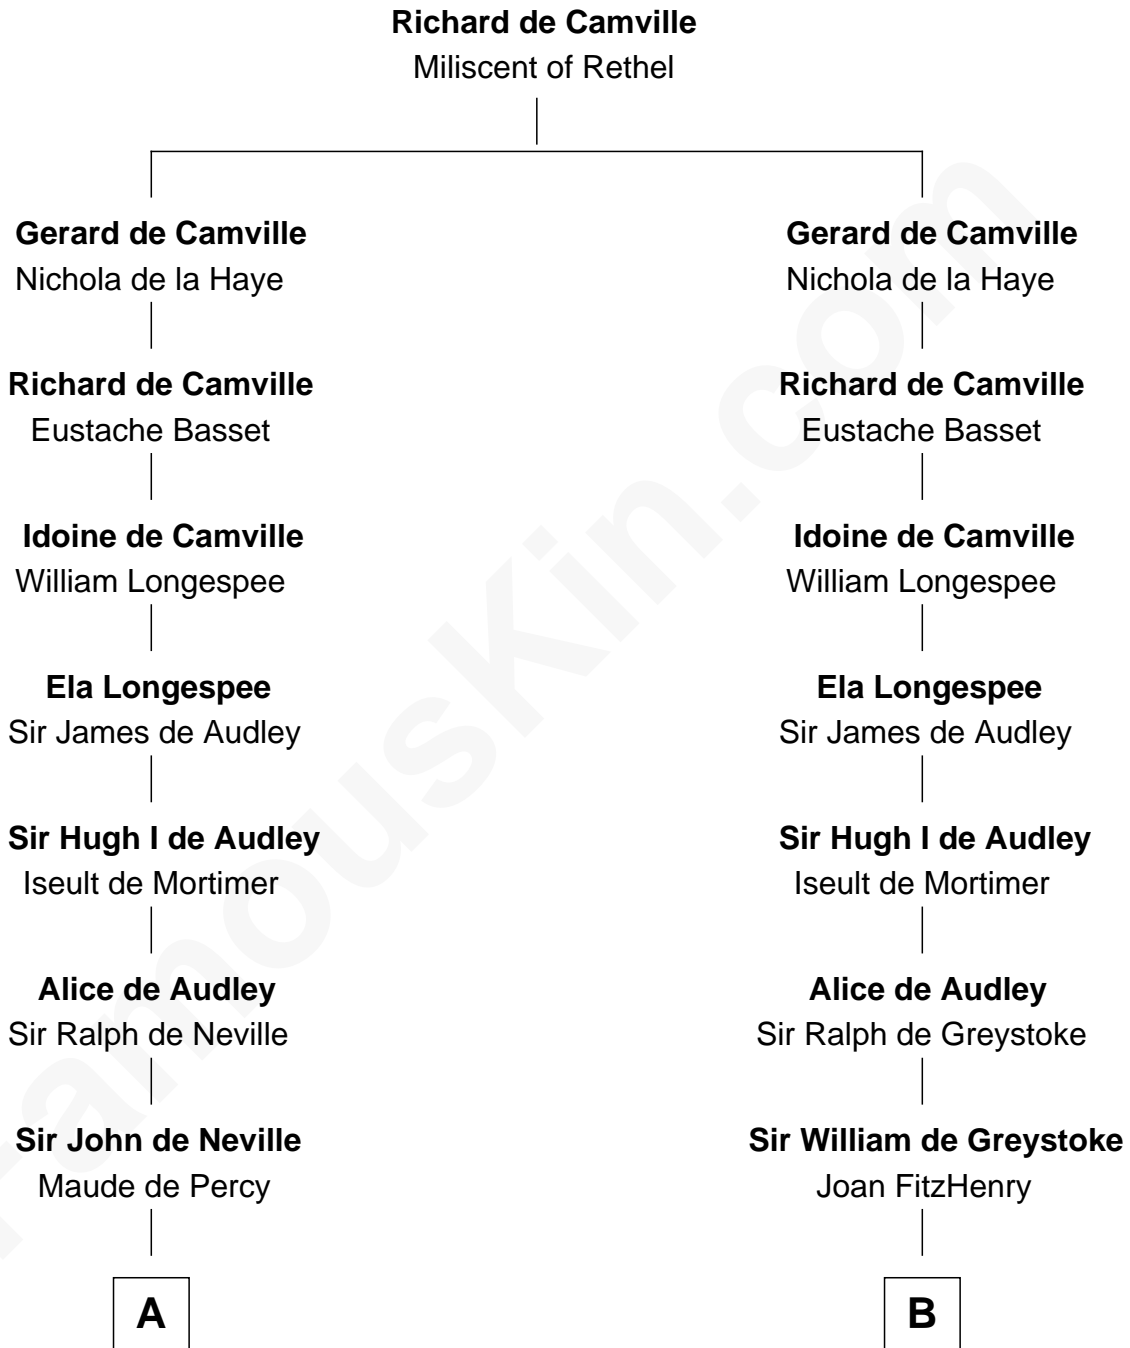 Richard de Camville
Miliscent of Rethel
Gerard de Camville
Nichola de la Haye
Richard de Camville
Eustache Basset
Idoine de Camville
William Longespee
Ela Longespee
Sir James de Audley
Sir Hugh I de Audley
Iseult de Mortimer
Alice de Audley
Sir Ralph de Neville
Sir John de Neville
Maude de Percy
A
Gerard de Camville
Nichola de la Haye
Richard de Camville
Eustache Basset
Idoine de Camville
William Longespee
Ela Longespee
Sir James de Audley
Sir Hugh I de Audley
Iseult de Mortimer
Alice de Audley
Sir Ralph de Greystoke
Sir William de Greystoke
Joan FitzHenry
B
FamousKin.com